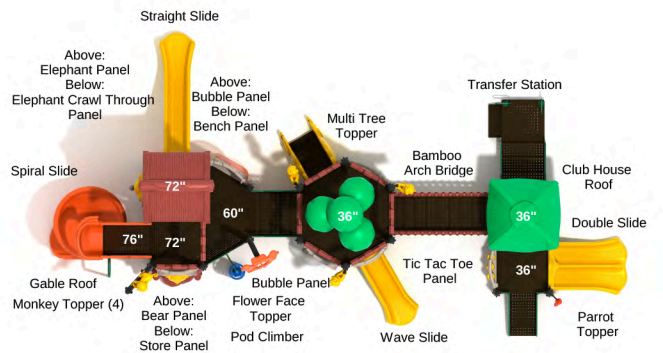 Straight Slide
Above:
Elephant Panel
Below:
Elephant Crawl Through
Panel
Above:
Bubble Panel
Below:
Bench Panel
Multi Tree
Topper
Transfer Station
Bamboo
Arch Bridge
Club House
Roof
Spiral Slide
72"
60"
36"
36"
Double Slide
76"
72"
36"
Gable Roof
Monkey Topper (4)
Above:
Bear Panel
Below:
Store Panel
Bubble Panel
Flower Face
Topper
Pod Climber
Tic Tac Toe
Panel
Wave Slide
Parrot
Topper